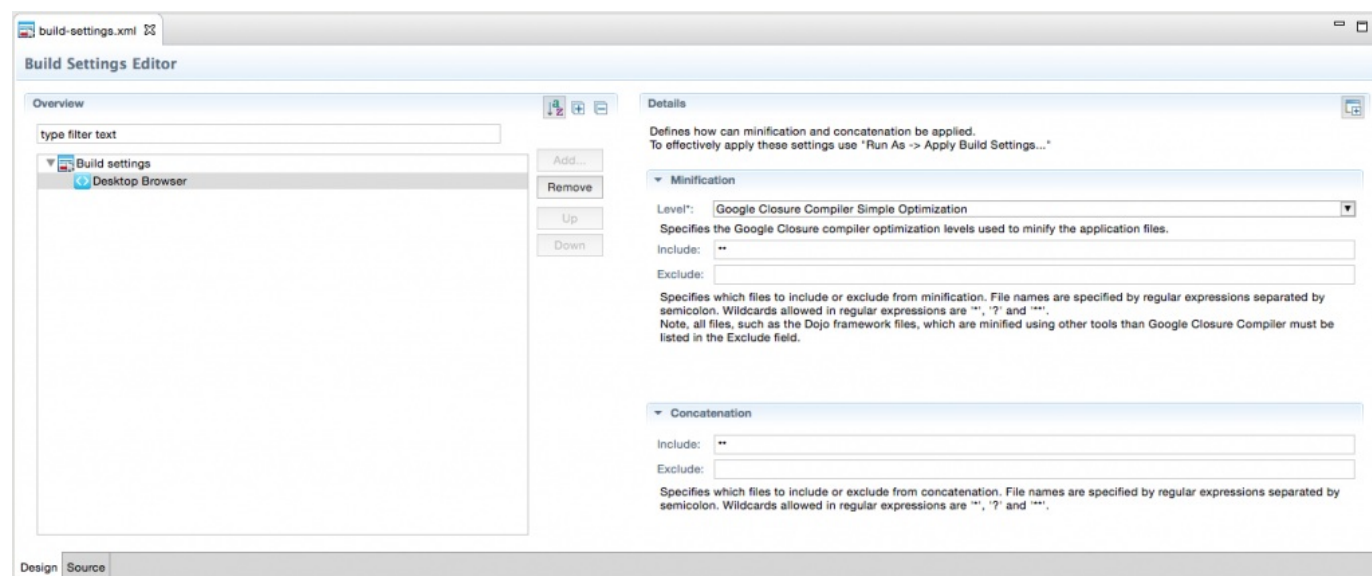 build-settings.xml
Build Settings Editor
Overview
type filter text
Build settings
Desktop Browser
Add...
Remove
Up
Down
Details
Defines how can minification and concatenation be applied.
To effectively apply these settings use "Run As -> Apply Build Settings..."
Minification
Level*: Google Closure Compiler Simple Optimization
Specifies the Google Closure compiler optimization levels used to minify the application files.
Include: **
Exclude:
Specifies which files to include or exclude from minification. File names are specified by regular expressions separated by
semicolon. Wildcards allowed in regular expressions are '*', '?' and '**'.
Note, all files, such as the Dojo framework files, which are minified using other tools than Google Closure Compiler must be
listed in the Exclude field.
Concatenation
Include: **
Exclude:
Specifies which files to include or exclude from concatenation. File names are specified by regular expressions separated by
semicolon. Wildcards allowed in regular expressions are '*', '?' and '**'.
Design Source